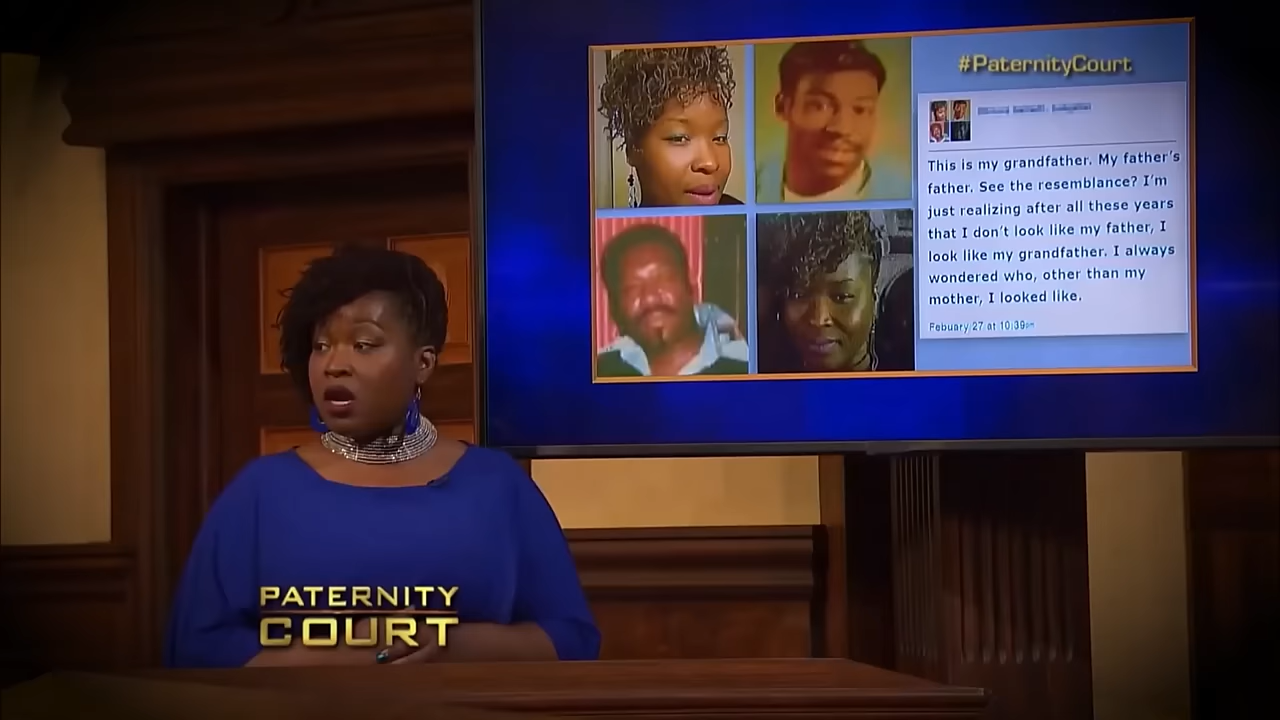 #PaternityCourt
This is my grandfather. My father's
father. See the resemblance? I'm
just realizing after all these years
that I don't look like my father, I
look like my grandfather. I always
wondered who, other than my
mother, I looked like.
Febuary 27 at 10:39pm
PATERNITY
COURT